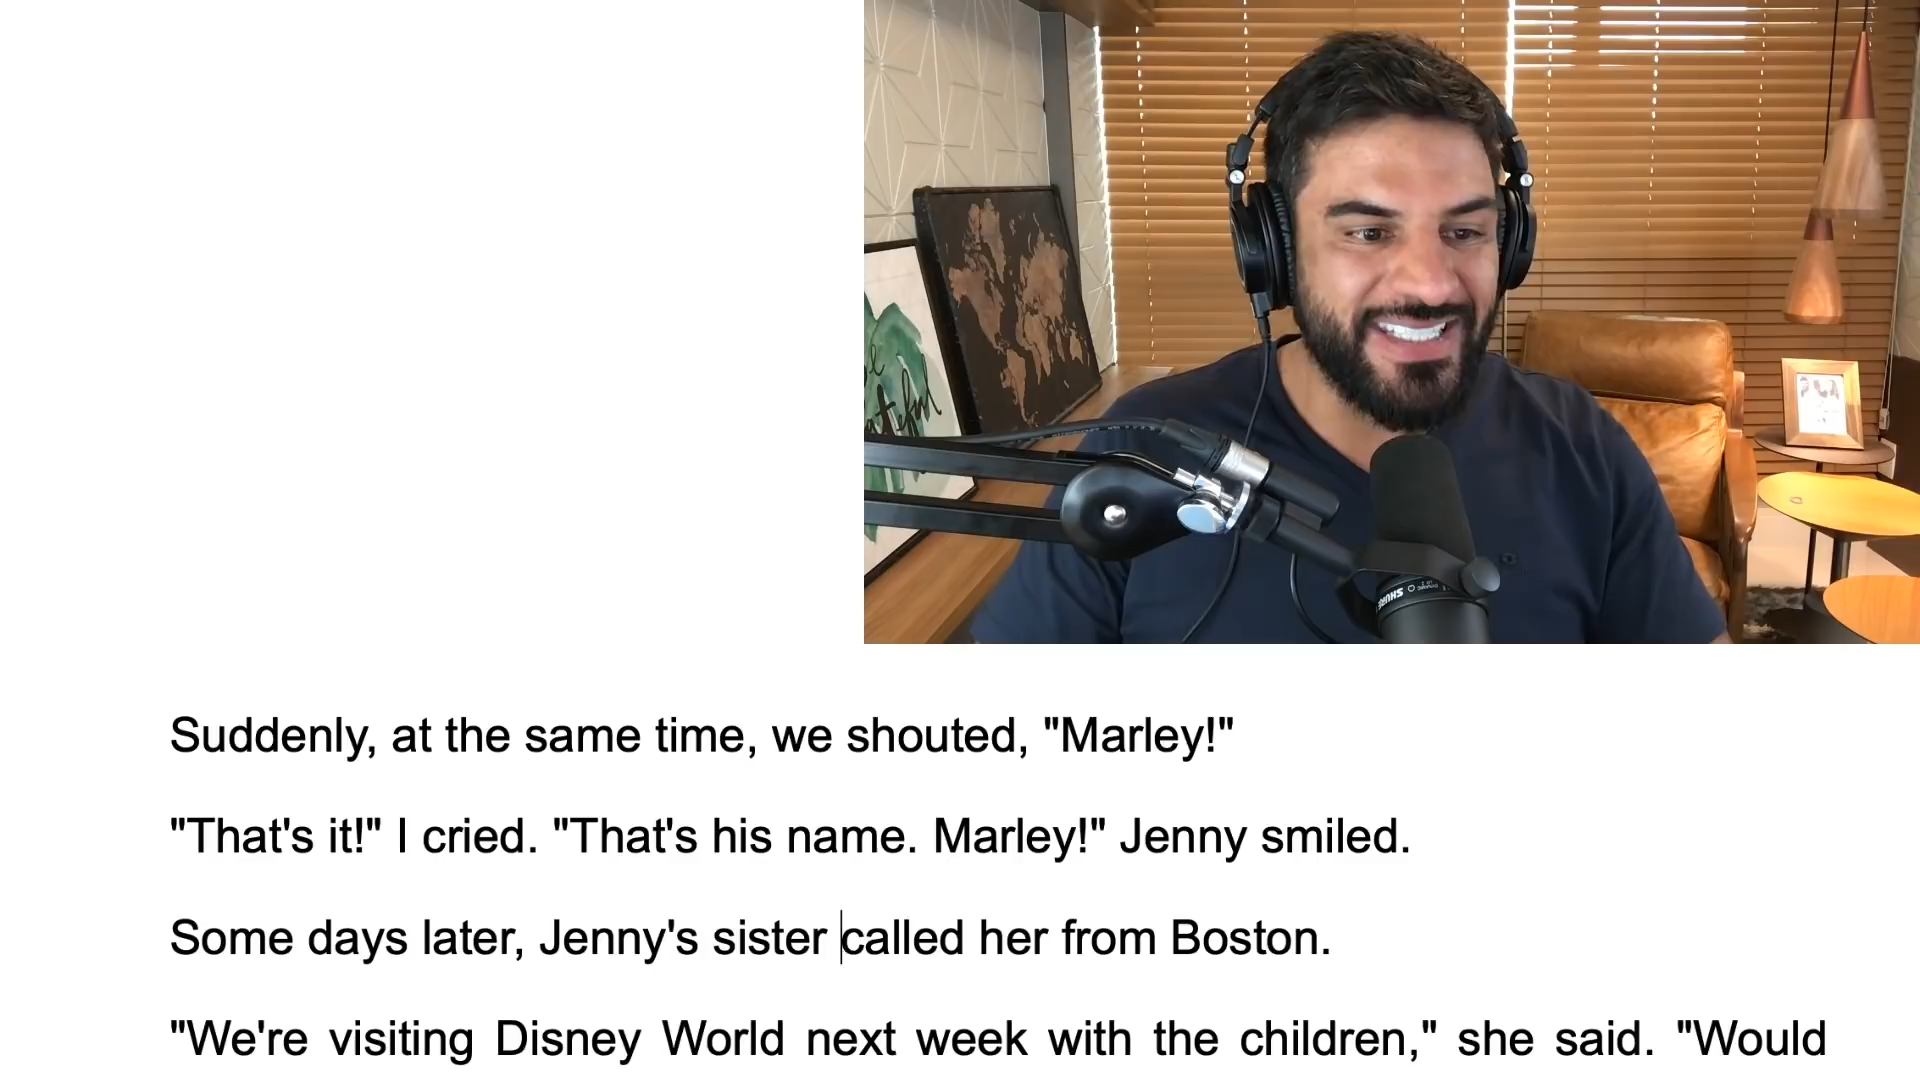 grateful
SHURE
Suddenly, at the same time, we shouted, "Marley!"
"That's it!" I cried. "That's his name. Marley!" Jenny smiled.
Some days later, Jenny's sister called her from Boston.
"We're visiting Disney World next week with the children," she said. "Would